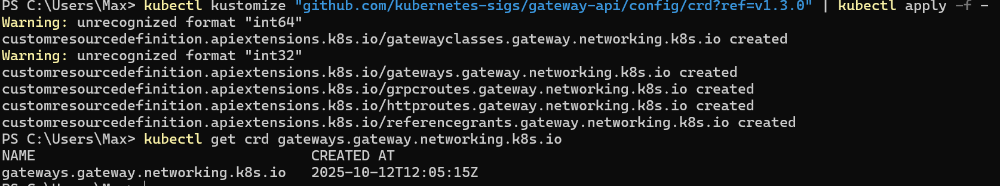 PS C:\Users\Max> kubectl kustomize "github.com/kubernetes-sigs/gateway-api/config/crd?ref=v1.3.0" | kubectl apply -f -
Warning: unrecognized format "int64"
customresourcedefinition.apiextensions.k8s.io/gatewayclasses.gateway.networking.k8s.io created
Warning: unrecognized format "int32"
customresourcedefinition.apiextensions.k8s.io/gateways.gateway.networking.k8s.io created
customresourcedefinition.apiextensions.k8s.io/grpcroutes.gateway.networking.k8s.io created
customresourcedefinition.apiextensions.k8s.io/httproutes.gateway.networking.k8s.io created
customresourcedefinition.apiextensions.k8s.io/referencegrants.gateway.networking.k8s.io created
PS C:\Users\Max> kubectl get crd gateways.gateway.networking.k8s.io
NAME CREATED AT
gateways.gateway.networking.k8s.io 2025-10-12T12:05:15Z
PS C:\Users\Max>